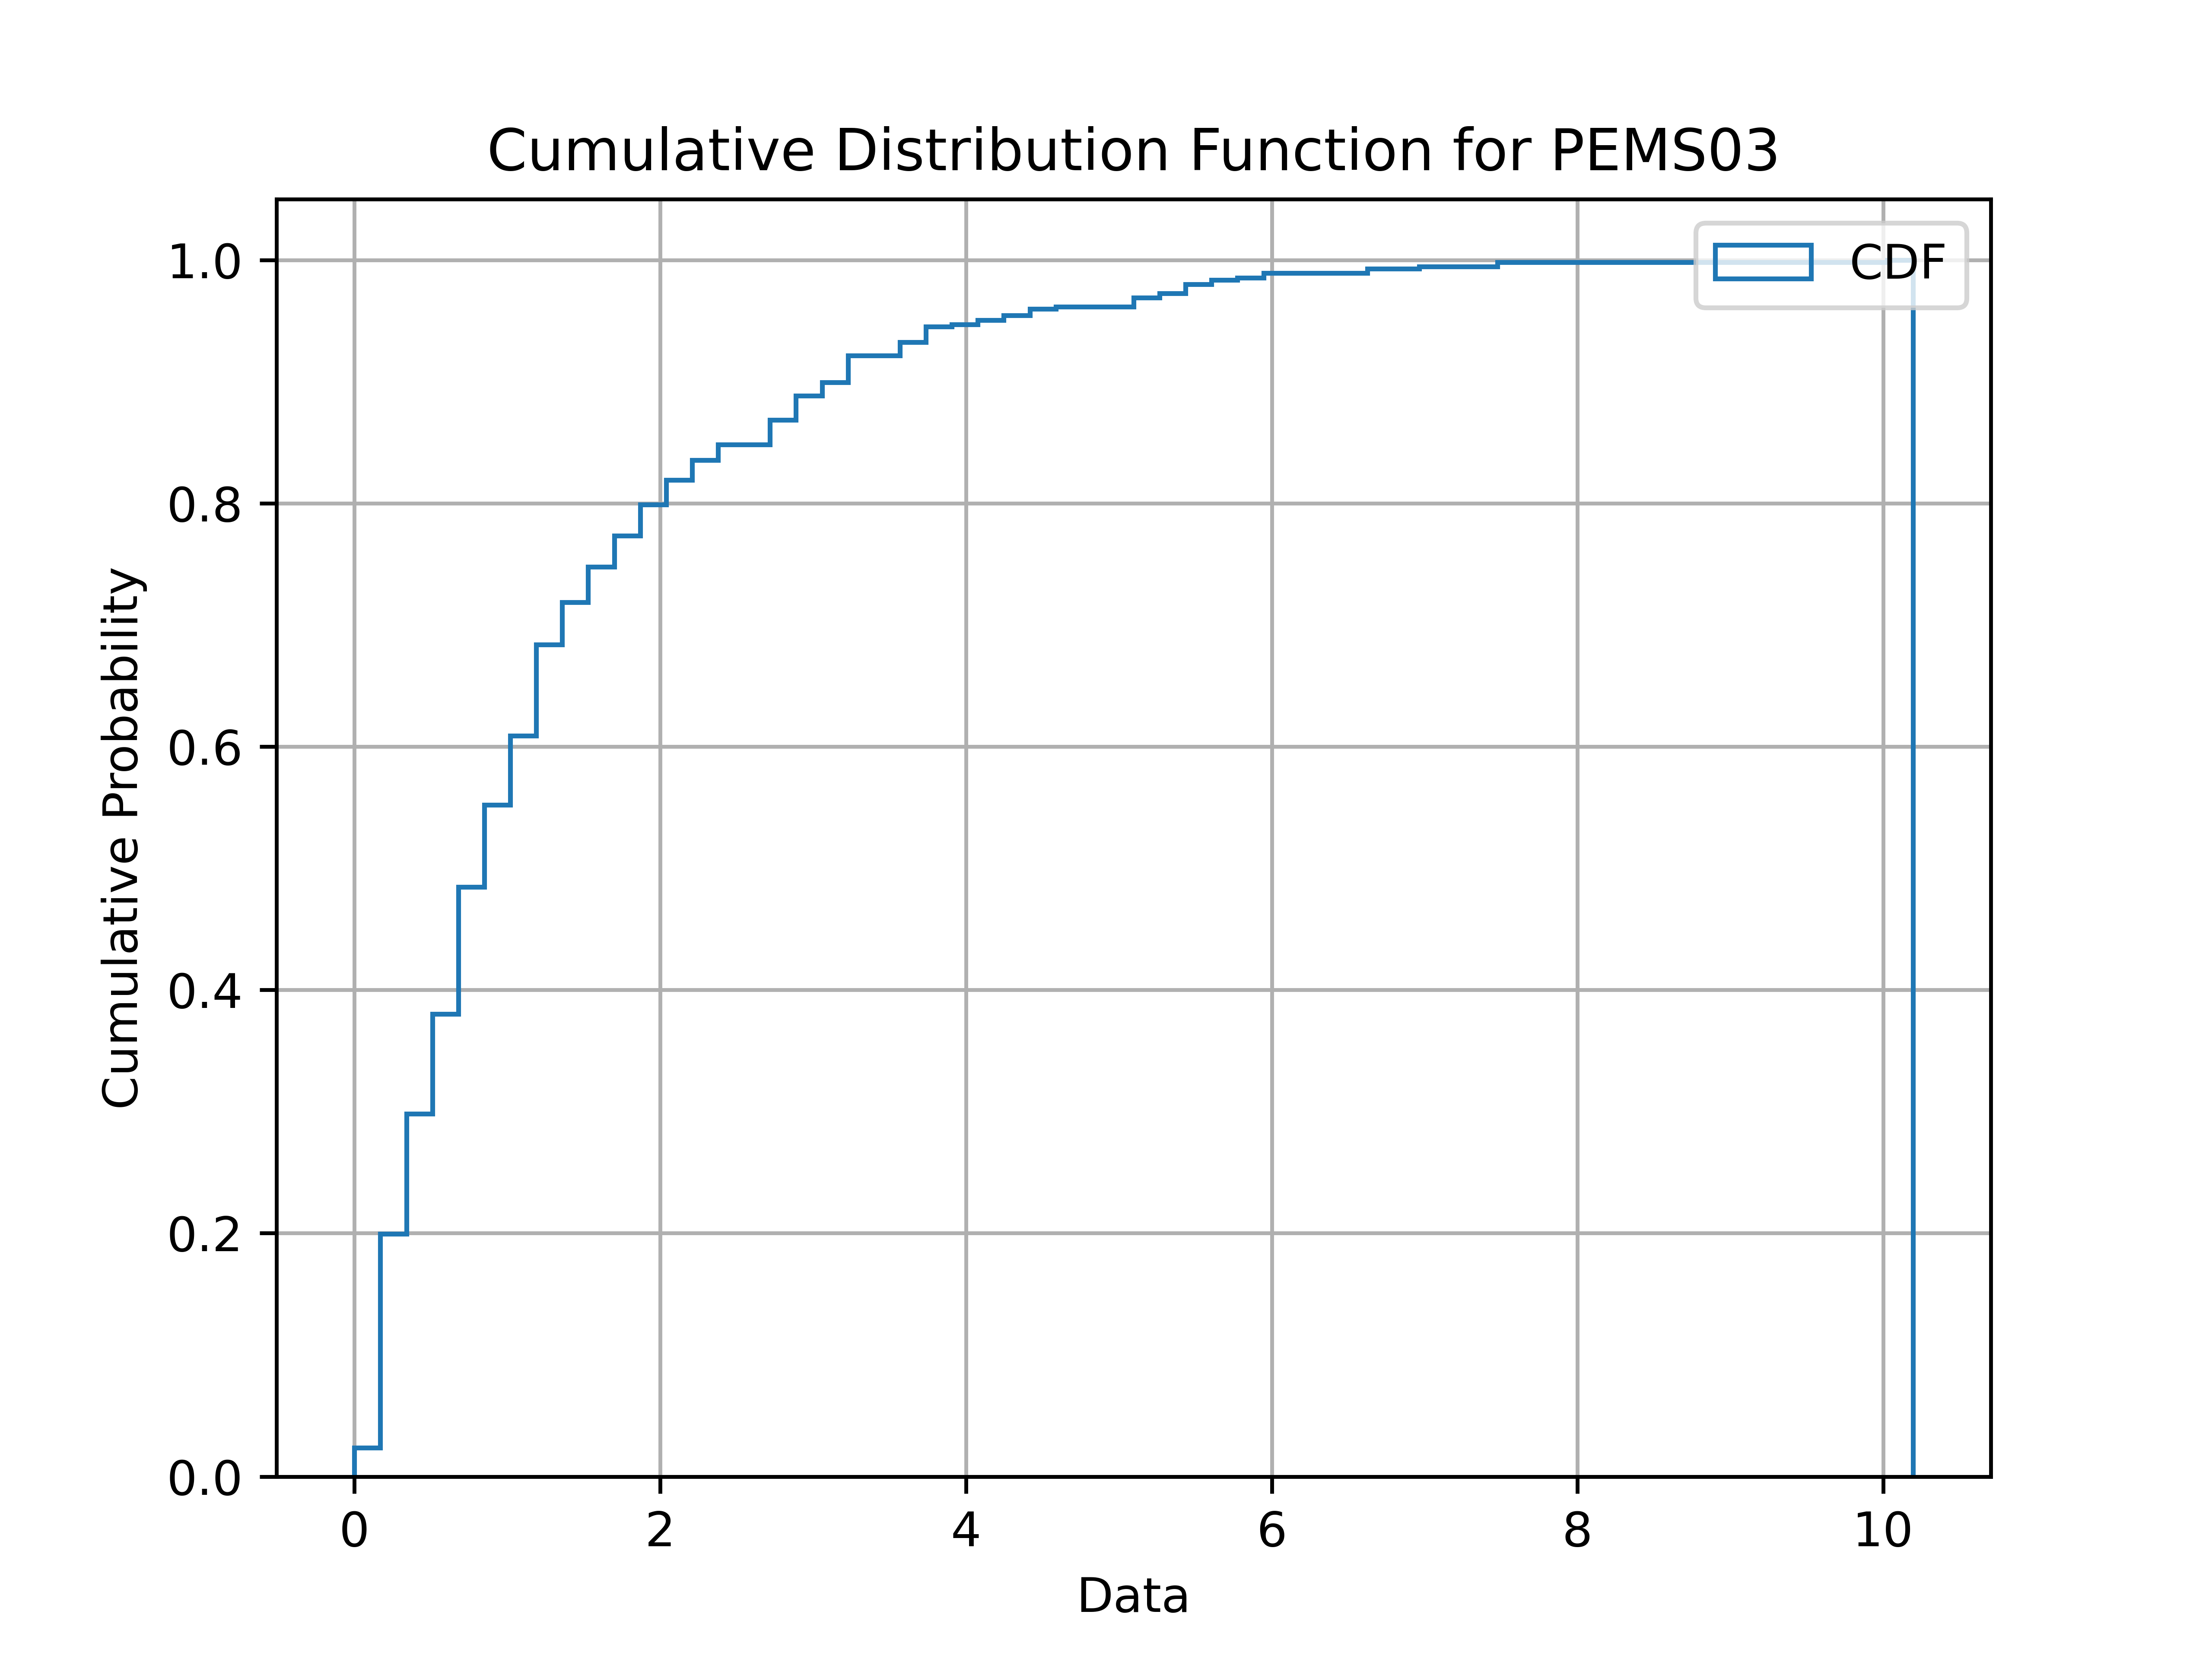 Cumulative Distribution Function for PEMS03
CDF
Cumulative Probability
1.0
0.8
0.6
0.4
0.2
0.0
0 2 4 6 8 10
Data